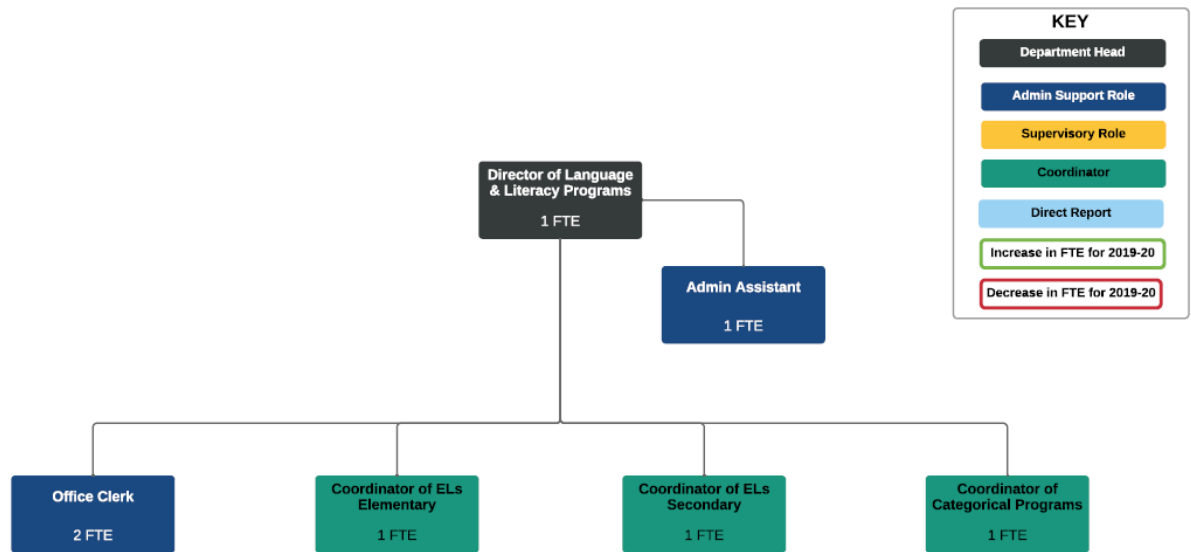 KEY
Department Head
Admin Support Role
Supervisory Role
Coordinator
Direct Report
Increase in FTE for 2019-20
Decrease in FTE for 2019-20
Director of Language
& Literacy Programs
1 FTE
Admin Assistant
1 FTE
Office Clerk
2 FTE
Coordinator of ELs
Elementary
1 FTE
Coordinator of ELs
Secondary
1 FTE
Coordinator of
Categorical Programs
1 FTE